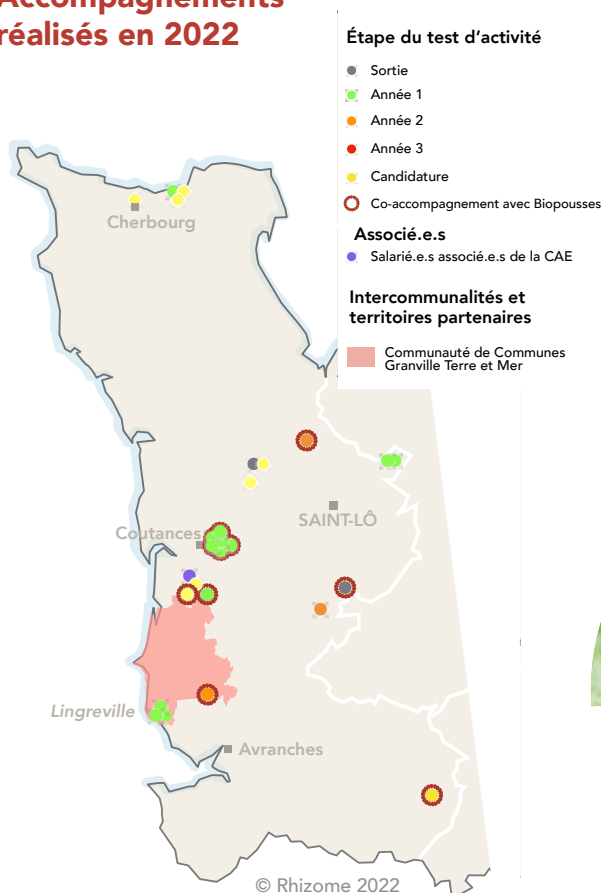 Accompagnements
réalisés en 2022
Étape du test d’activité
Sortie
Année 1
Année 2
Année 3
Candidature
Co-accompagnement avec Biopousses
Associé.e.s
Salarié.e.s associé.e.s de la CAE
Intercommunalités et
territoires partenaires
Communauté de Communes
Granville Terre et Mer
Cherbourg
SAINT-LÔ
Coutances
Lingreville
Avranches
© Rhizome 2022